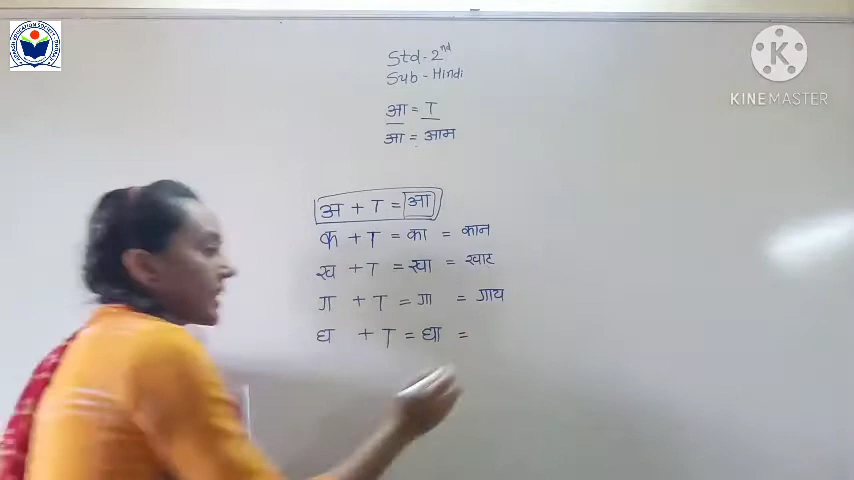 Std-2nd
Sub - Hindi
आ = ा
आ = आम
अ + ा = आ
क + ा = का = कान
ख + ा = खा = खाट
ग + ा = गा = गाय
घ + ा = घा =
K
KINEMASTER